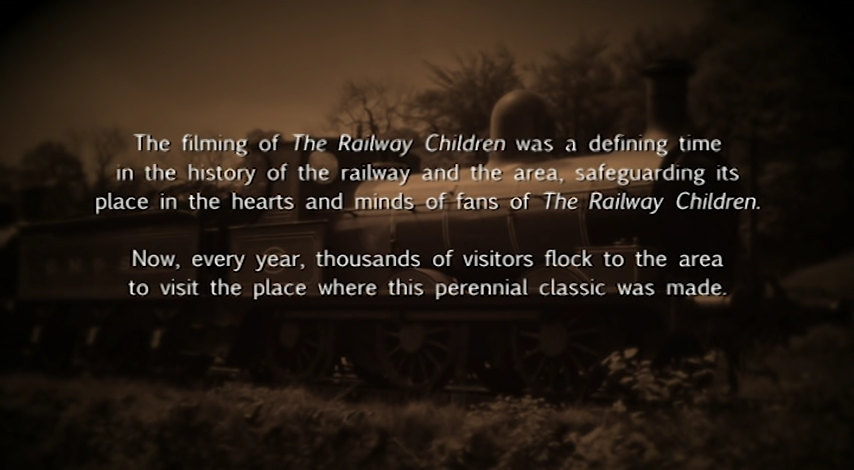 The filming of The Railway Children was a defining time
in the history of the railway and the area, safeguarding its
place in the hearts and minds of fans of The Railway Children.
Now, every year, thousands of visitors flock to the area
to visit the place where this perennial classic was made.